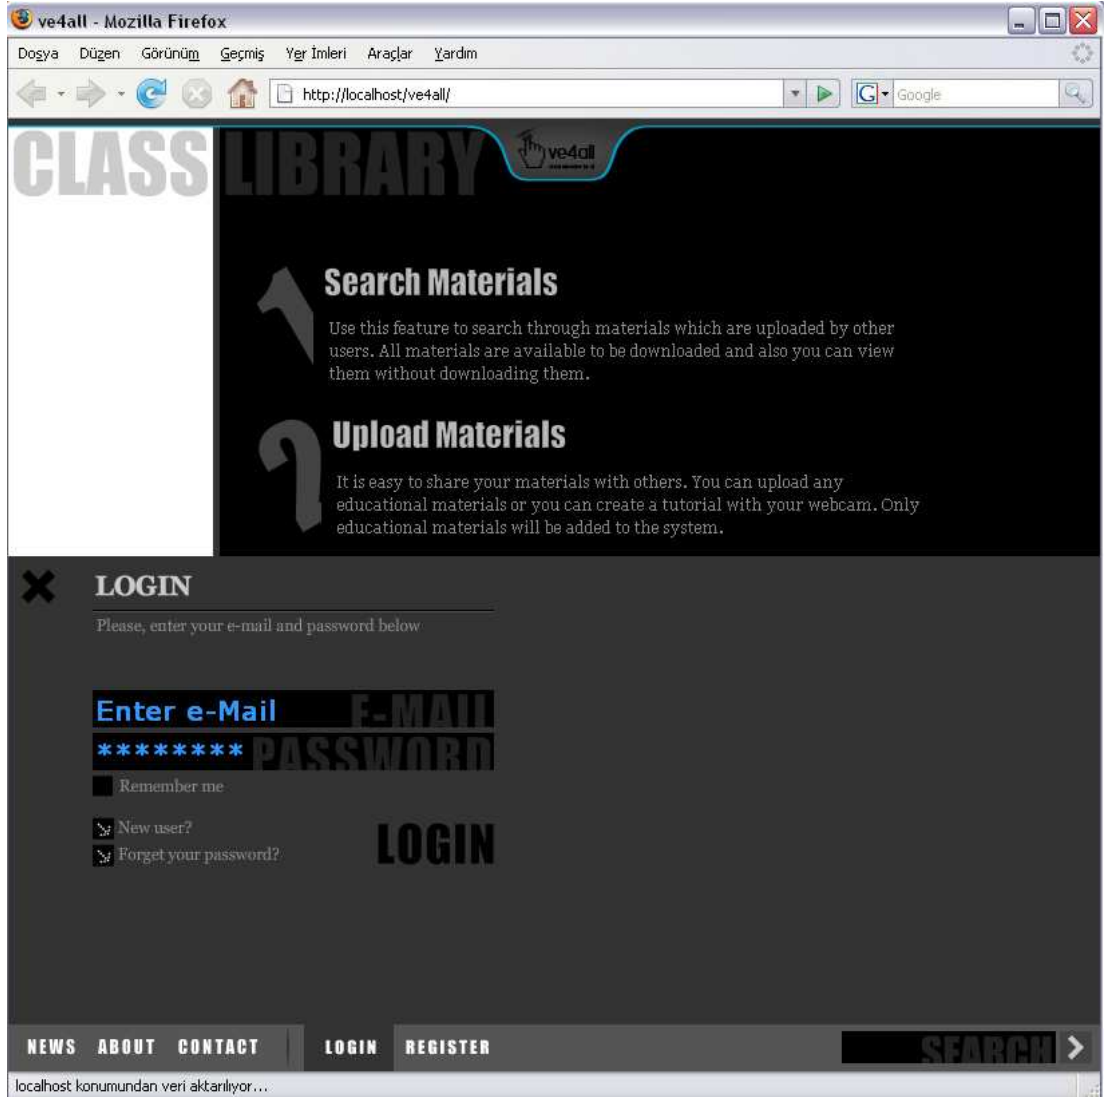 ve4all - Mozilla Firefox
Dosya Düzen Görünüm Geçmiş Yer İmleri Araçlar Yardım
http://localhost/ve4all/
Google
CLASS LIBRARY
ve4all
1 Search Materials
Use this feature to search through materials which are uploaded by other
users. All materials are available to be downloaded and also you can view
them without downloading them.
2 Upload Materials
It is easy to share your materials with others. You can upload any
educational materials or you can create a tutorial with your webcam. Only
educational materials will be added to the system.
LOGIN
Please, enter your e-mail and password below
Enter e-Mail E-MAIL
******** PASSWORD
Remember me
New user?
Forget your password?
LOGIN
NEWS ABOUT CONTACT LOGIN REGISTER SEARCH
localhost konumundan veri aktarılıyor...